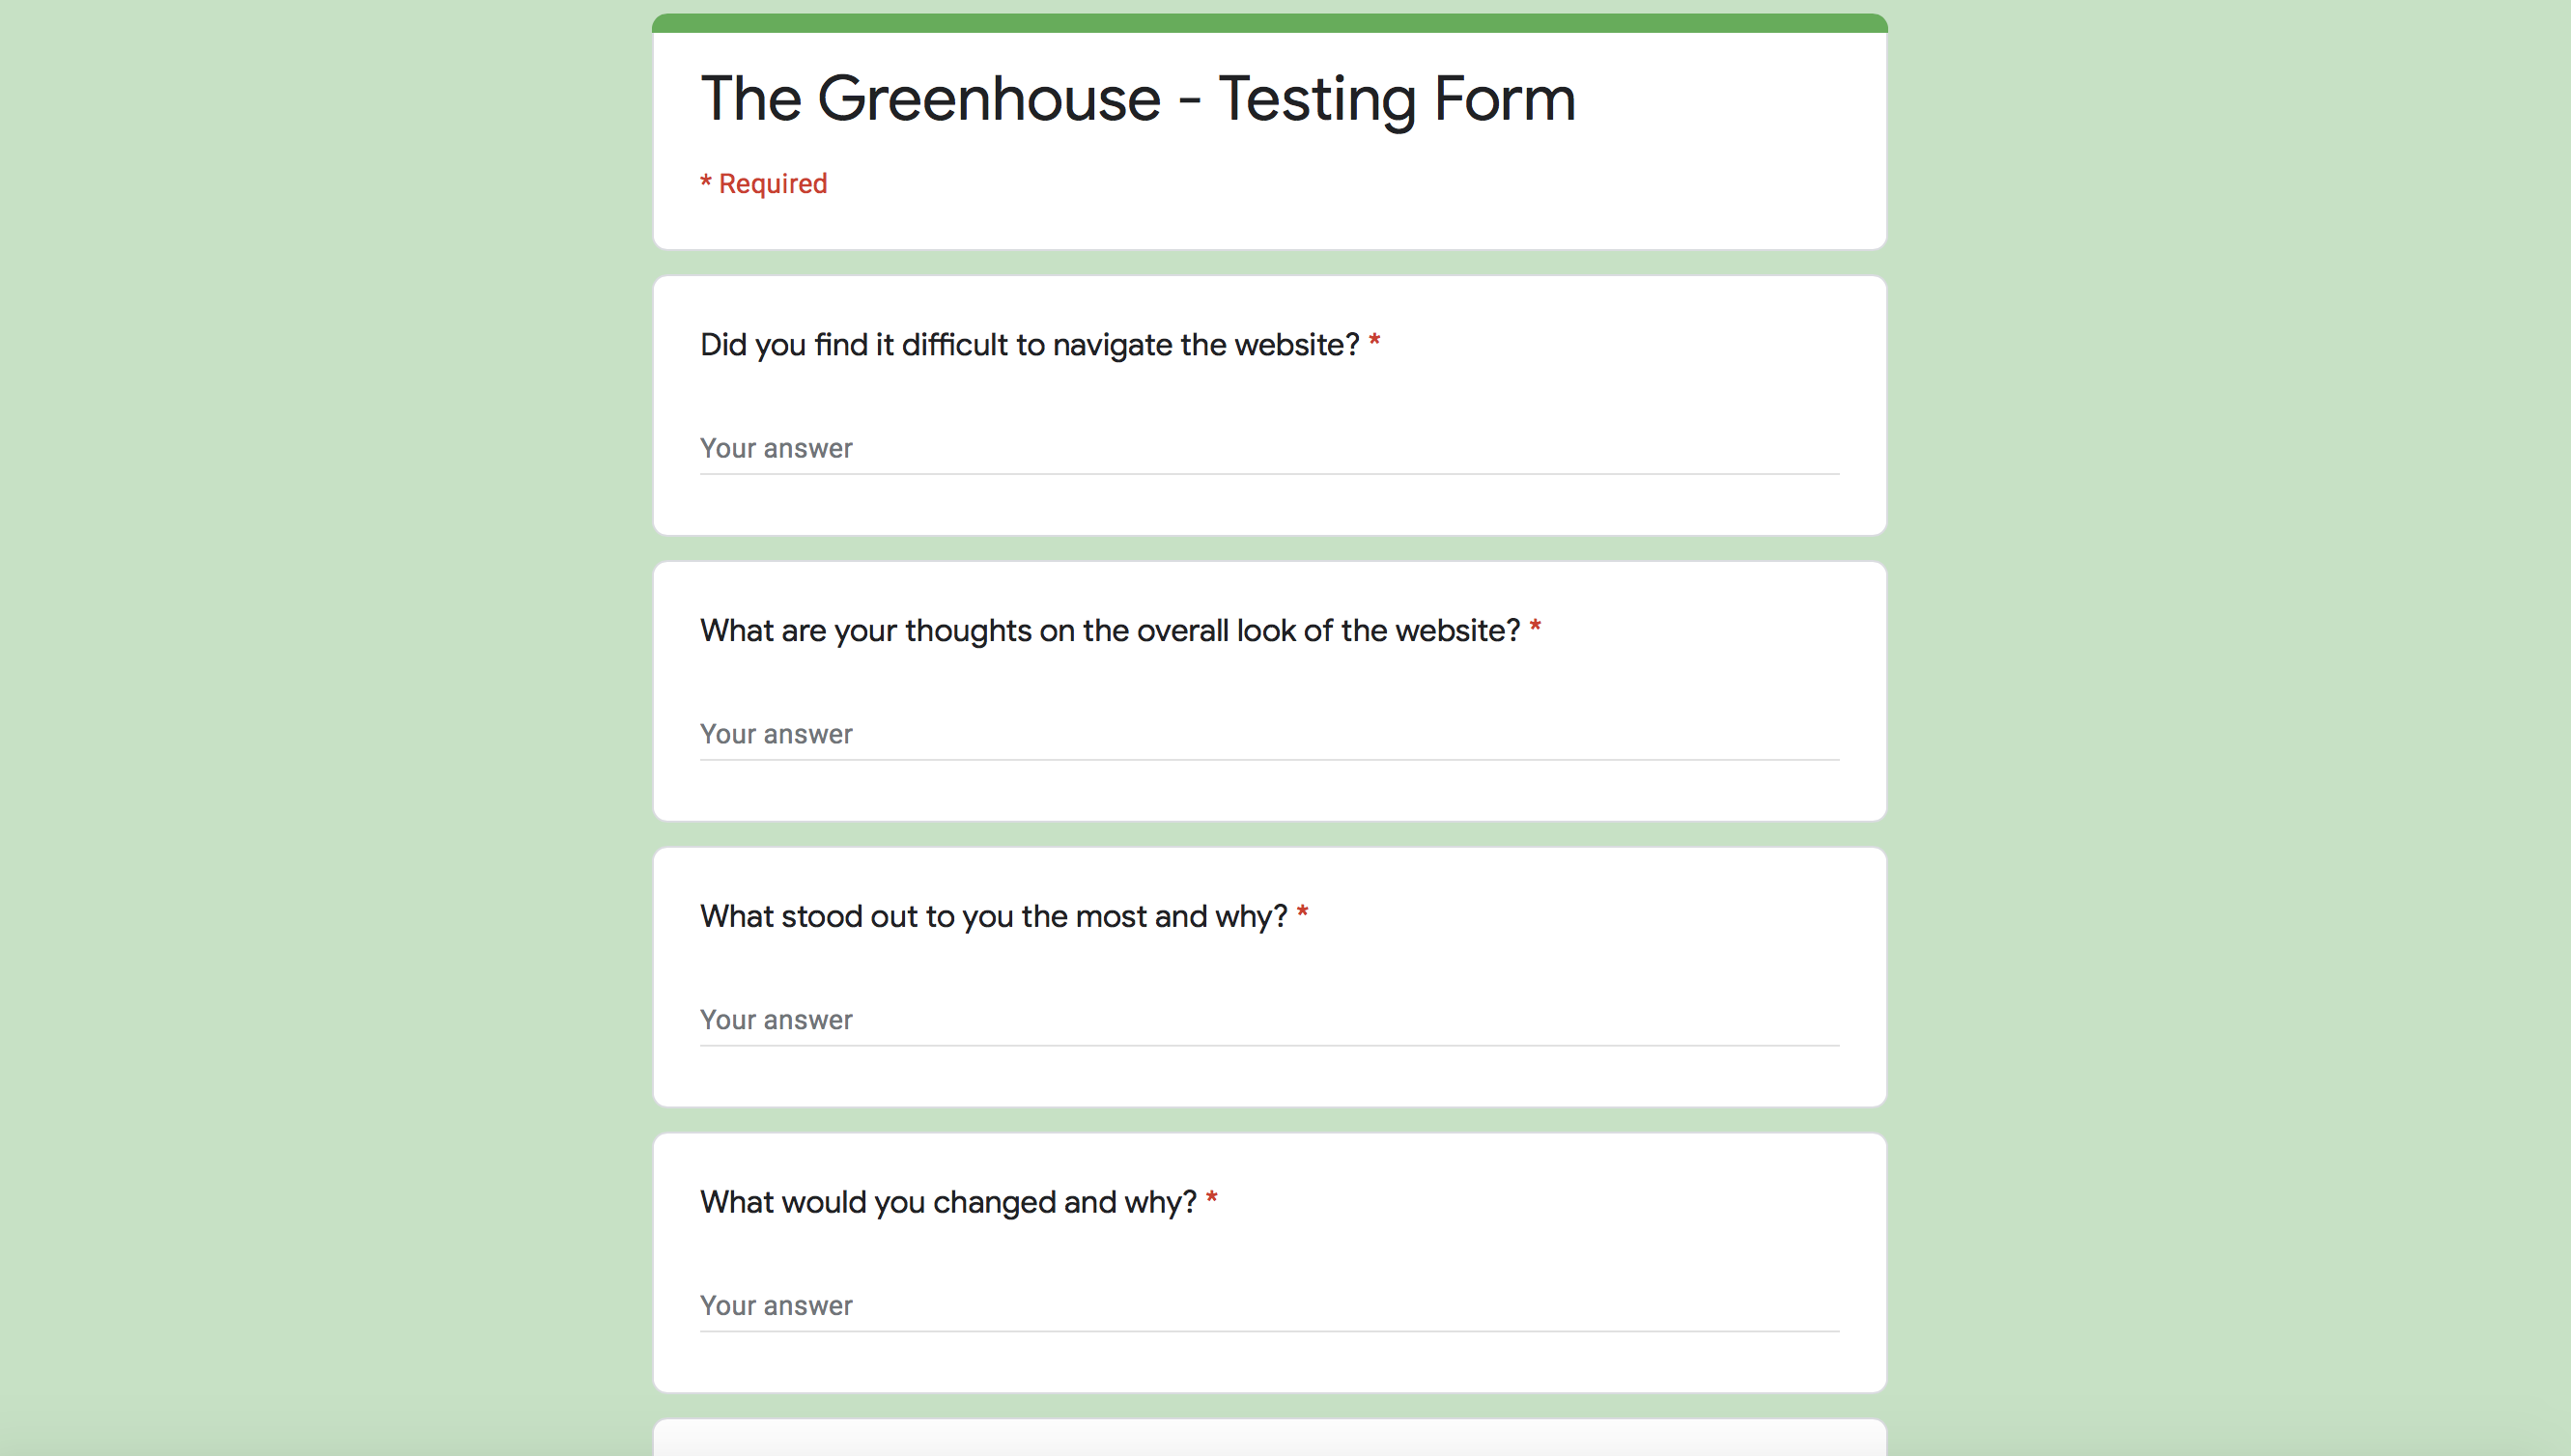 The Greenhouse - Testing Form
* Required
Did you find it difficult to navigate the website? *
Your answer
What are your thoughts on the overall look of the website? *
Your answer
What stood out to you the most and why? *
Your answer
What would you changed and why? *
Your answer